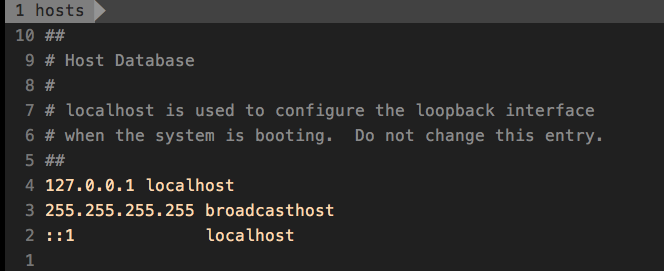 1 hosts
10 ##
9 # Host Database
8 #
7 # localhost is used to configure the loopback interface
6 # when the system is booting.  Do not change this entry.
5 ##
4 127.0.0.1 localhost
3 255.255.255.255 broadcasthost
2 ::1             localhost
1